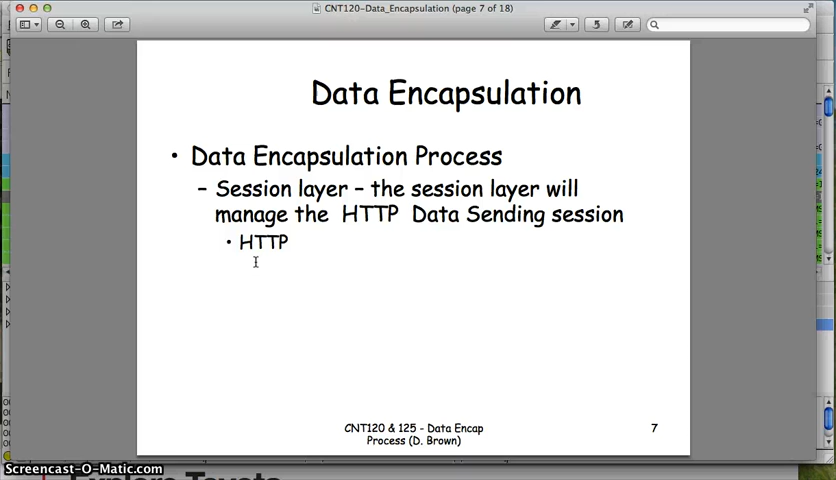 CNT120-Data_Encapsulation (page 7 of 18)
Data Encapsulation
• Data Encapsulation Process
– Session layer – the session layer will
manage the HTTP Data Sending session
• HTTP
CNT120 & 125 - Data Encap
Process (D. Brown)
7
Screencast-O-Matic.com